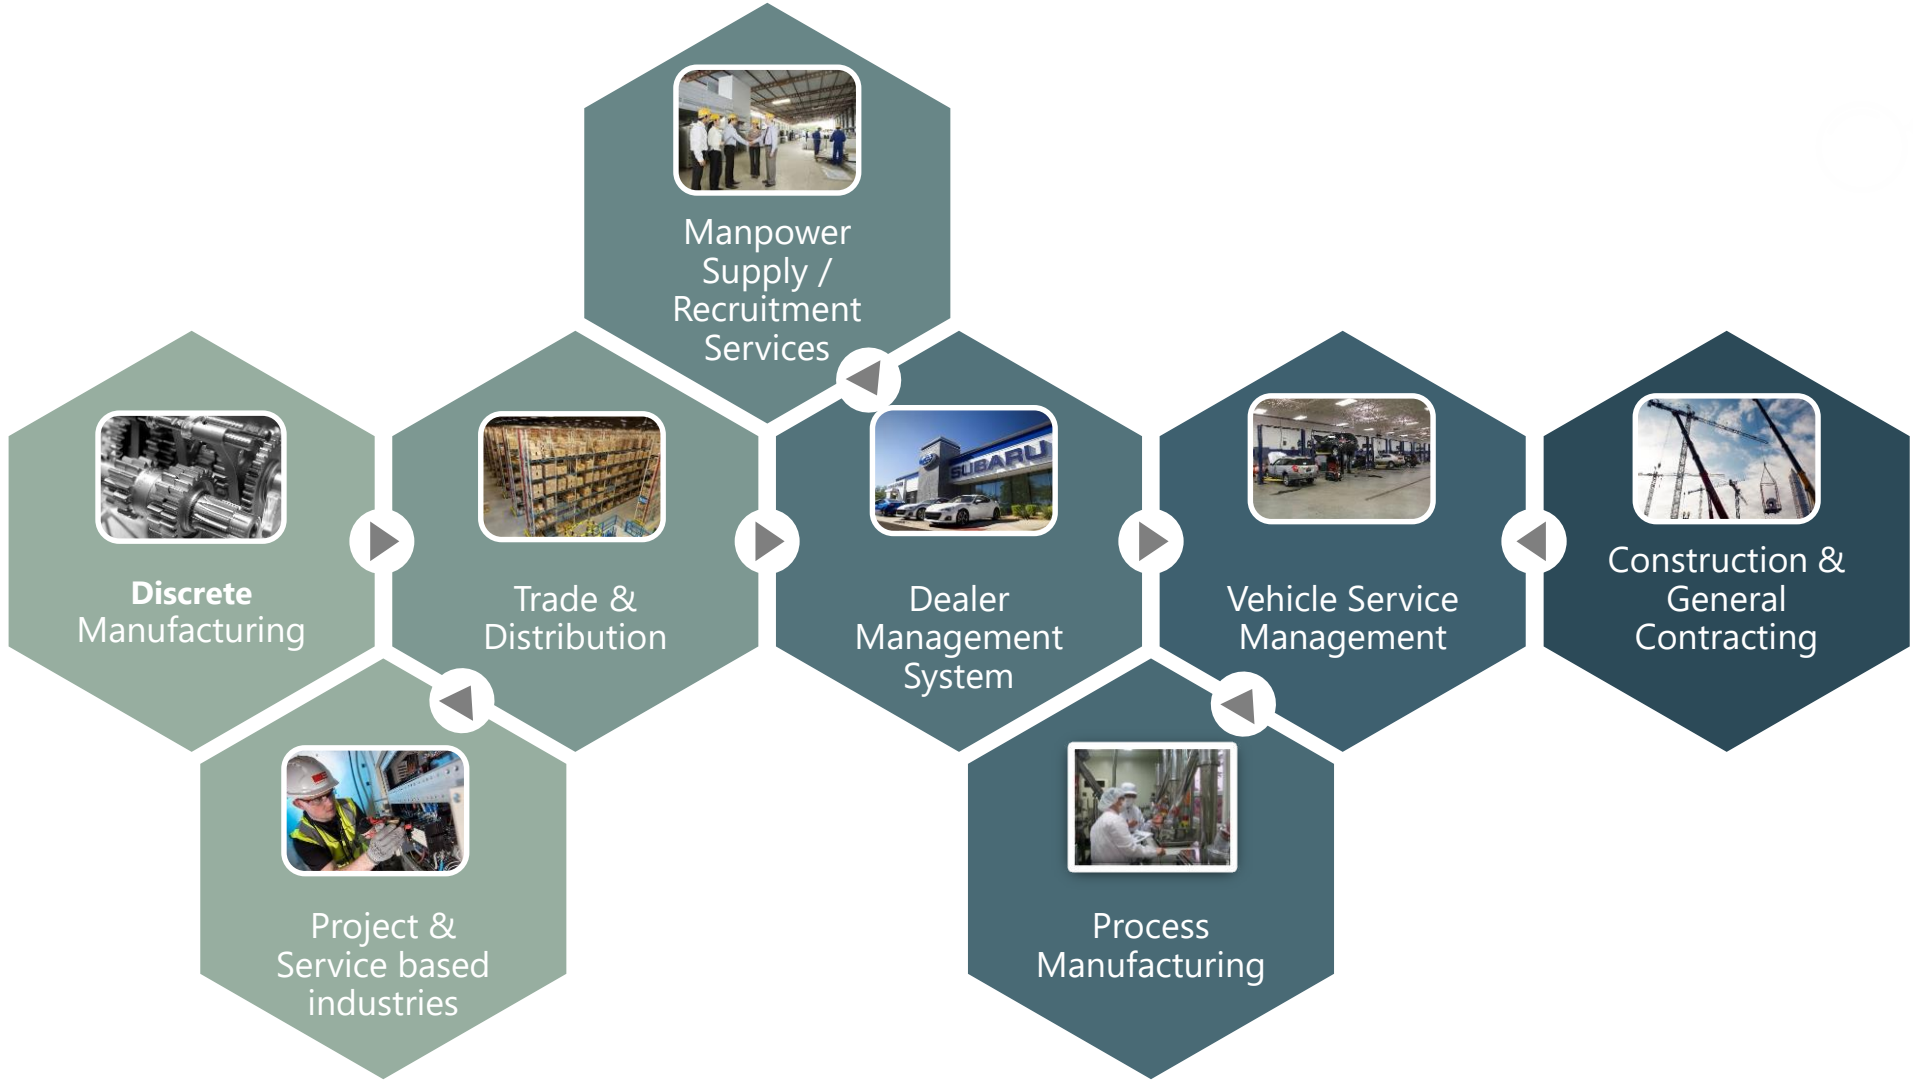 Manpower
Supply /
Recruitment
Services
Discrete
Manufacturing
Trade &
Distribution
SUBARU
Dealer
Management
System
Vehicle Service
Management
Construction &
General
Contracting
Project &
Service based
industries
Process
Manufacturing